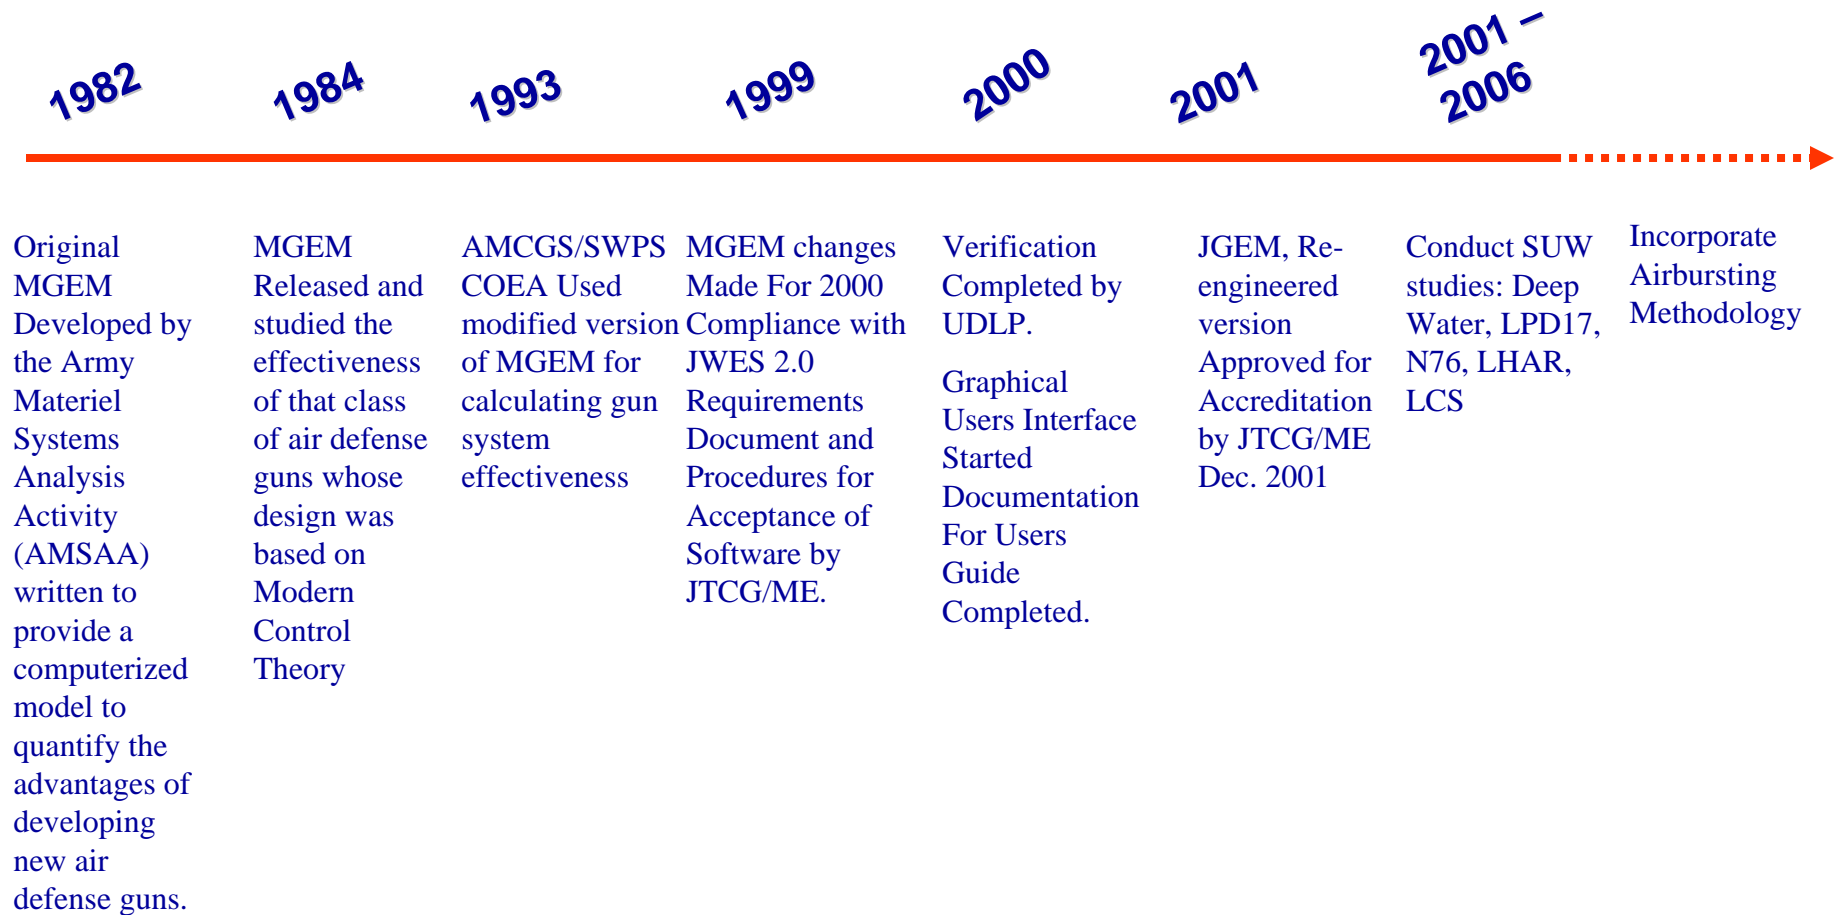 1982
1984
1993
1999
2000
2001
2001 –
2006
Original
MGEM
Developed by
the Army
Materiel
Systems
Analysis
Activity
(AMSAA)
written to
provide a
computerized
model to
quantify the
advantages of
developing
new air
defense guns.
MGEM
Released and
studied the
effectiveness
of that class
of air defense
guns whose
design was
based on
Modern
Control
Theory
AMCGS/SWPS
COEA Used
modified version
of MGEM for
calculating gun
system
effectiveness
MGEM changes
Made For 2000
Compliance with
JWES 2.0
Requirements
Document and
Procedures for
Acceptance of
Software by
JTCG/ME.
Verification
Completed by
UDLP.
Graphical
Users Interface
Started
Documentation
For Users
Guide
Completed.
JGEM, Re-
engineered
version
Approved for
Accreditation
by JTCG/ME
Dec. 2001
Conduct SUW
studies: Deep
Water, LPD17,
N76, LHAR,
LCS
Incorporate
Airbursting
Methodology